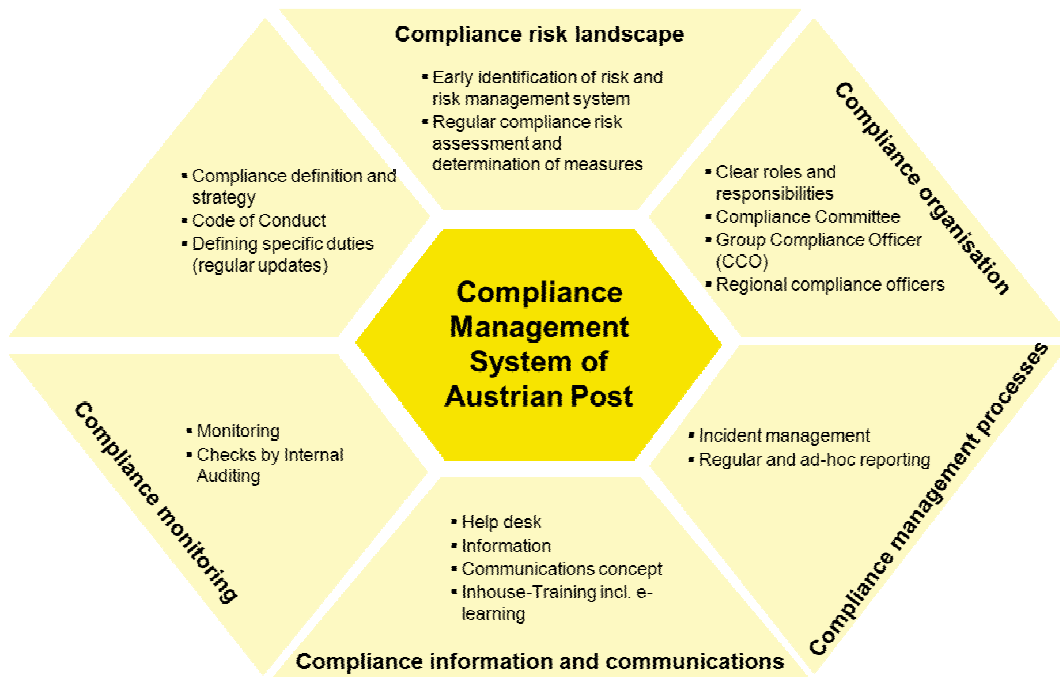 Compliance risk landscape
▪ Early identification of risk and
risk management system
▪ Regular compliance risk
assessment and
determination of measures
Compliance organisation
▪ Clear roles and
responsibilities
▪ Compliance Committee
▪ Group Compliance Officer
(CCO)
▪ Regional compliance officers
▪ Compliance definition and
strategy
▪ Code of Conduct
▪ Defining specific duties
(regular updates)
Compliance
Management
System of
Austrian Post
Compliance monitoring
▪ Monitoring
▪ Checks by Internal
Auditing
▪ Incident management
▪ Regular and ad-hoc reporting
Compliance management processes
▪ Help desk
▪ Information
▪ Communications concept
▪ Inhouse-Training incl. e-
learning
Compliance information and communications